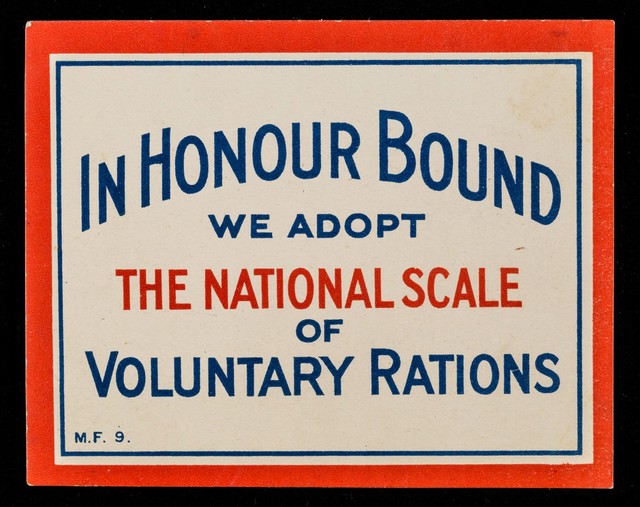 IN HONOUR BOUND
WE ADOPT
THE NATIONAL SCALE
OF
VOLUNTARY RATIONS
M.F. 9.